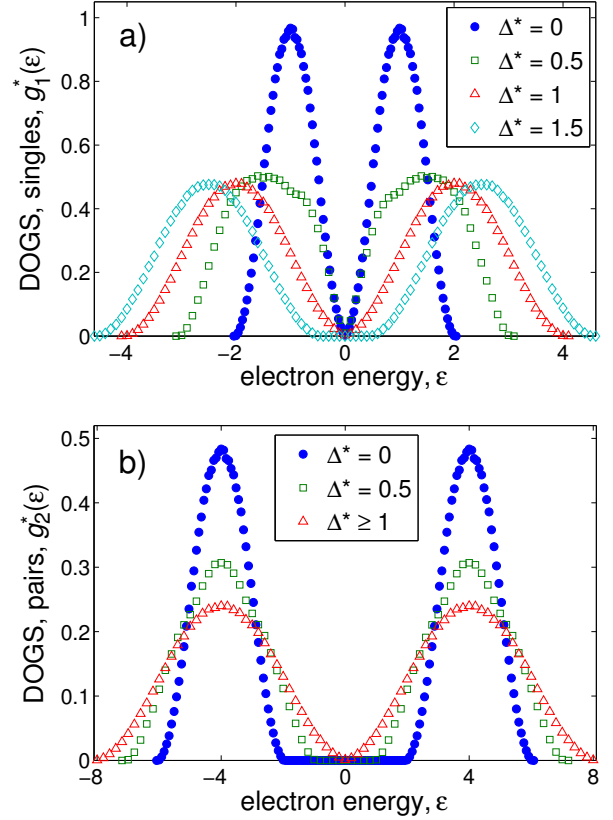 a)
DOGS, singles, g*1(ε)
1
0.8
0.6
0.4
0.2
0
−4 −2 0 2 4
electron energy, ε
Δ* = 0
Δ* = 0.5
Δ* = 1
Δ* = 1.5
b)
DOGS, pairs, g*2(ε)
0.5
0.4
0.3
0.2
0.1
0
−8 −4 0 4 8
electron energy, ε
Δ* = 0
Δ* = 0.5
Δ* ≥ 1